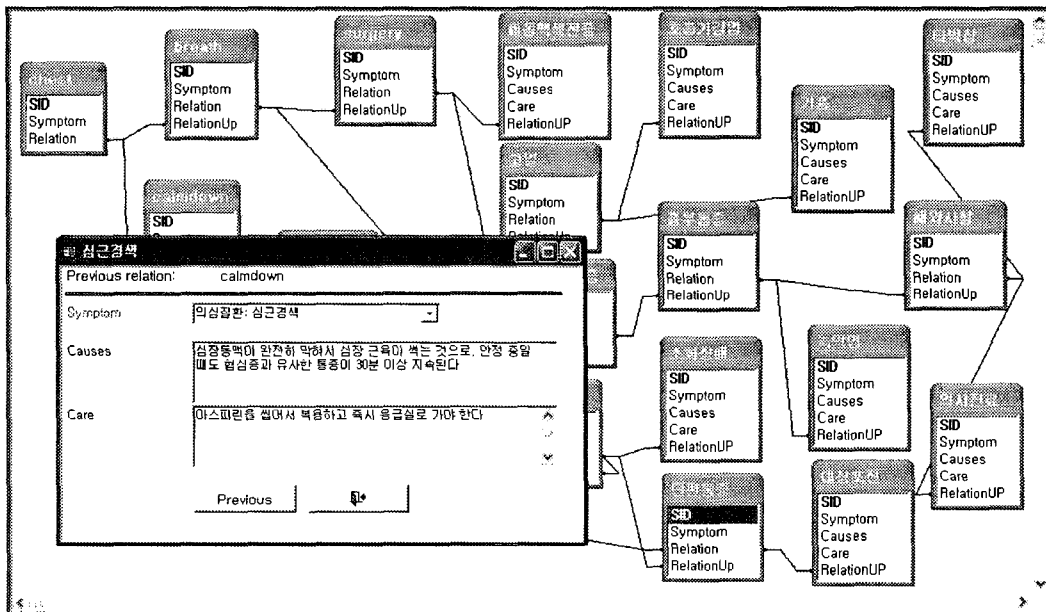 chest
SID
Symptom
Relation
breath
SID
Symptom
Relation
RelationUp
surgery
SID
Symptom
Relation
RelationUp
SID
Symptom
Causes
Care
RelationUP
SID
Symptom
Causes
Care
RelationUP
SID
Symptom
Causes
Care
RelationUP
SID
Symptom
Causes
Care
RelationUP
calmdown
SID
SID
Symptom
Relation
RelationUp
SID
Symptom
Relation
RelationUp
SID
Symptom
Relation
RelationUp
심근경색
Previous relation:
calmdown
Symptom
의심질환: 심근경색
Causes
심장동맥이 완전히 막혀서 심장 근육이 썩는 것으로, 안정 중일
때도 협심증과 유사한 통증이 30분 이상 지속된다
Care
아스피린을 씹어서 복용하고 즉시 응급실로 가야 한다
Previous
SID
Symptom
Causes
Care
RelationUP
SID
Symptom
Causes
Care
RelationUP
SID
Symptom
Causes
Care
RelationUP
SID
Symptom
Relation
RelationUp
대상포진
SID
Symptom
Causes
Care
RelationUP